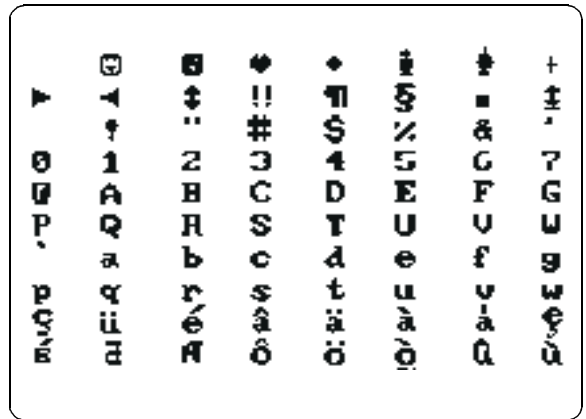 ☺ ☻ ♥ ♦ ♣ ♠
► ◄ ↕ ‼ ¶ § ▬ ↨
! " # $ % & '
0 1 2 3 4 5 6 7
@ A B C D E F G
P Q R S T U V W
` a b c d e f g
p q r s t u v w
Ç ü é â ä à å ç
É æ Æ ô ö ò û ù